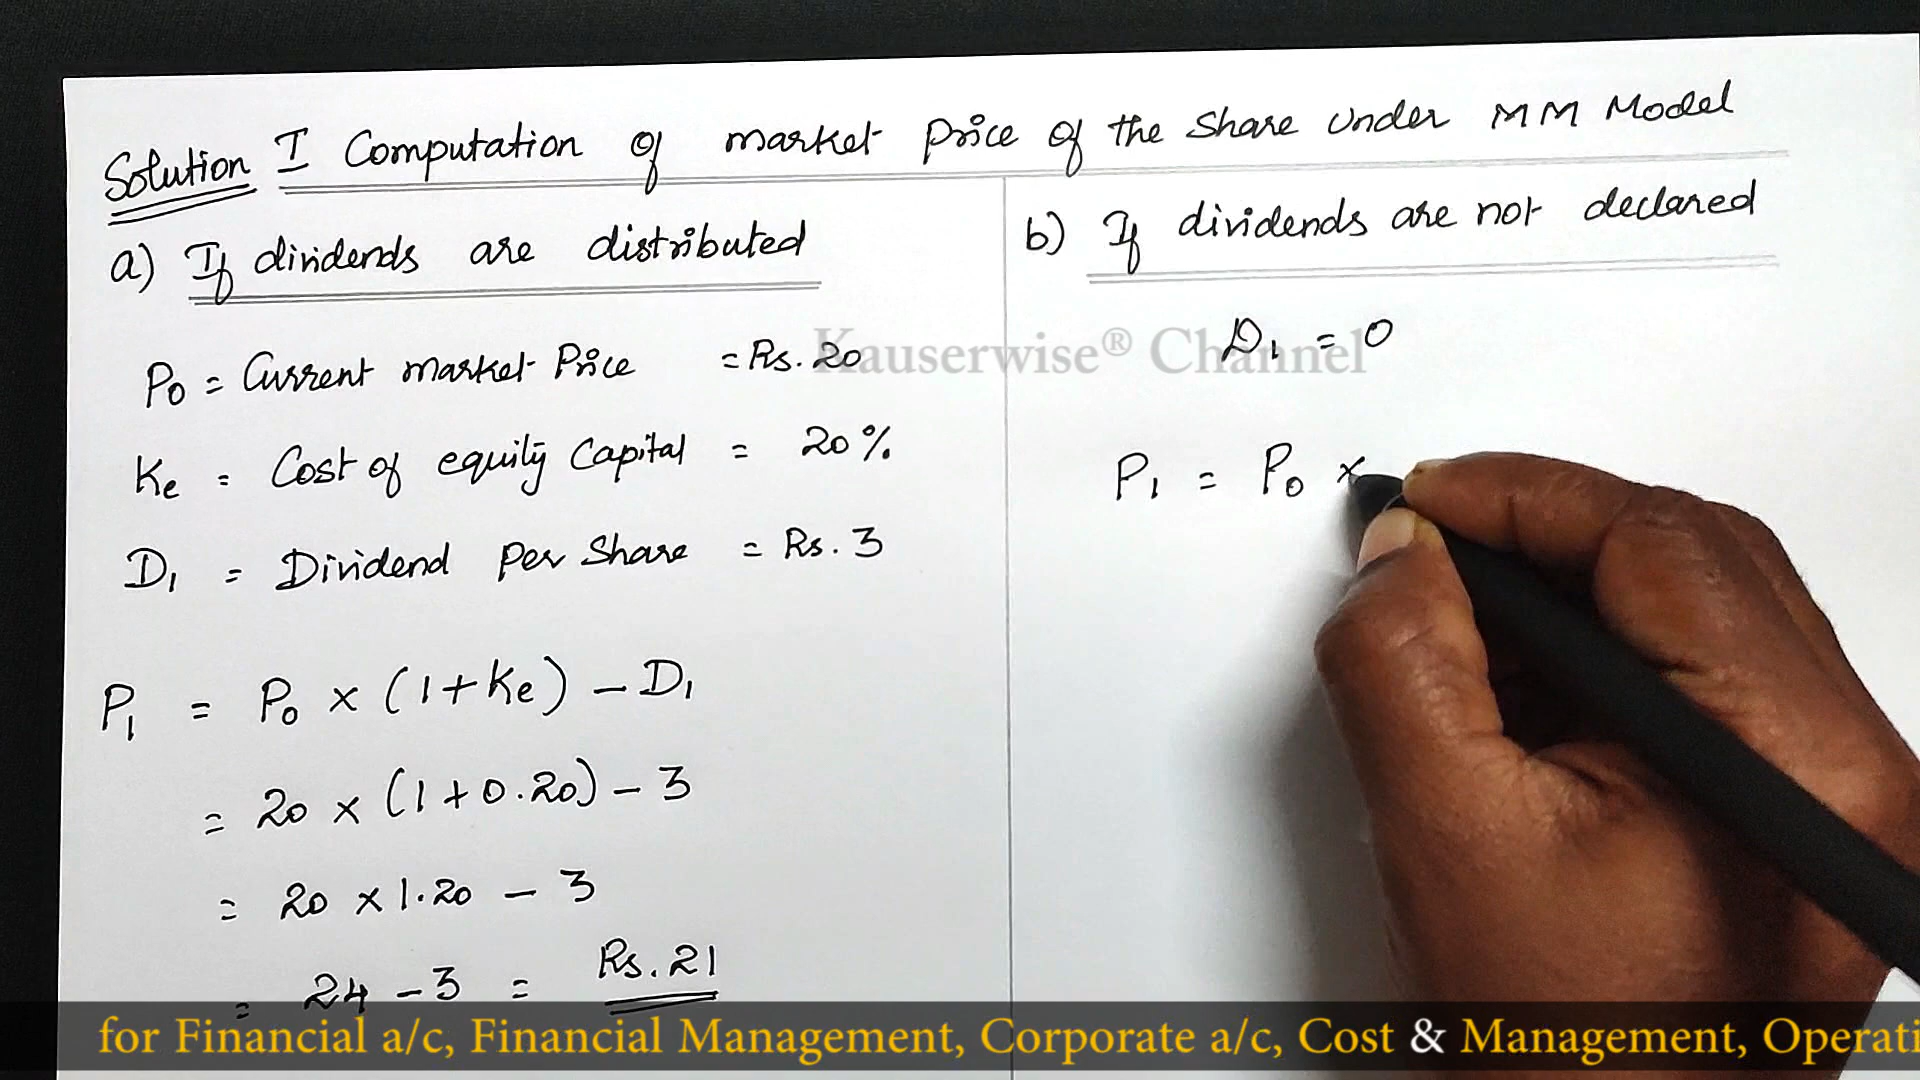 Solution I Computation of market Price of the Share under MM Model
a) If dividends are distributed
P0 = Current market Price = Rs. 20
Ke = Cost of equity Capital = 20%
D1 = Dividend Per Share = Rs. 3
P1 = P0 × (1+Ke) – D1
= 20 × (1+0.20) – 3
= 20 × 1.20 – 3
= 24 – 3 = Rs. 21
b) If dividends are not declared
D1 = 0
P1 = P0 ×
Kauserwise® Channel
for Financial a/c, Financial Management, Corporate a/c, Cost & Management, Operati